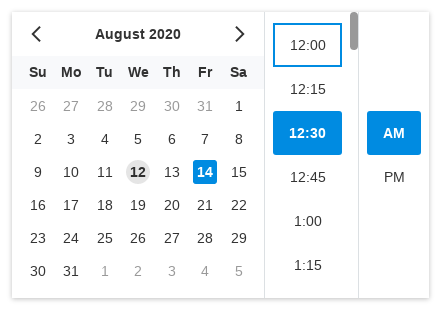 August 2020
Su Mo Tu We Th Fr Sa
26 27 28 29 30 31 1
2 3 4 5 6 7 8
9 10 11 12 13 14 15
16 17 18 19 20 21 22
23 24 25 26 27 28 29
30 31 1 2 3 4 5
12:00
12:15
12:30
12:45
1:00
1:15
AM
PM